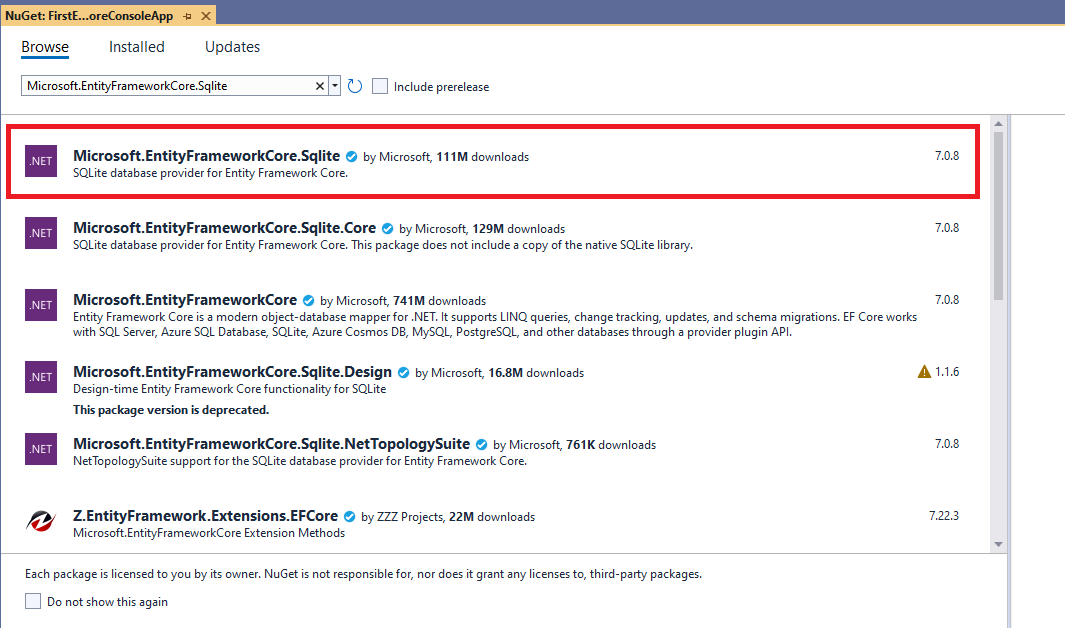 NuGet: FirstE...oreConsoleApp
Browse Installed Updates
Microsoft.EntityFrameworkCore.Sqlite Include prerelease
.NET Microsoft.EntityFrameworkCore.Sqlite by Microsoft, 111M downloads 7.0.8
SQLite database provider for Entity Framework Core.
.NET Microsoft.EntityFrameworkCore.Sqlite.Core by Microsoft, 129M downloads 7.0.8
SQLite database provider for Entity Framework Core. This package does not include a copy of the native SQLite library.
.NET Microsoft.EntityFrameworkCore by Microsoft, 741M downloads 7.0.8
Entity Framework Core is a modern object-database mapper for .NET. It supports LINQ queries, change tracking, updates, and schema migrations. EF Core works
with SQL Server, Azure SQL Database, SQLite, Azure Cosmos DB, MySQL, PostgreSQL, and other databases through a provider plugin API.
.NET Microsoft.EntityFrameworkCore.Sqlite.Design by Microsoft, 16.8M downloads 1.1.6
Design-time Entity Framework Core functionality for SQLite
This package version is deprecated.
.NET Microsoft.EntityFrameworkCore.Sqlite.NetTopologySuite by Microsoft, 761K downloads 7.0.8
NetTopologySuite support for the SQLite database provider for Entity Framework Core.
Z.EntityFramework.Extensions.EFCore by ZZZ Projects, 22M downloads 7.22.3
Microsoft.EntityFrameworkCore Extension Methods
Each package is licensed to you by its owner. NuGet is not responsible for, nor does it grant any licenses to, third-party packages.
Do not show this again